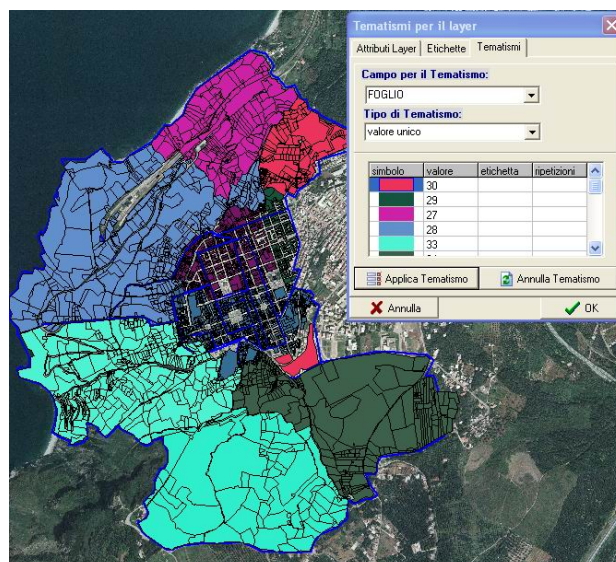 Tematismi per il layer
Attributi Layer Etichette Tematismi
Campo per il Tematismo:
FOGLIO
Tipo di Tematismo:
valore unico
simbolo valore etichetta ripetizioni
30
29
27
28
33
Applica Tematismo Annulla Tematismo
Annulla OK